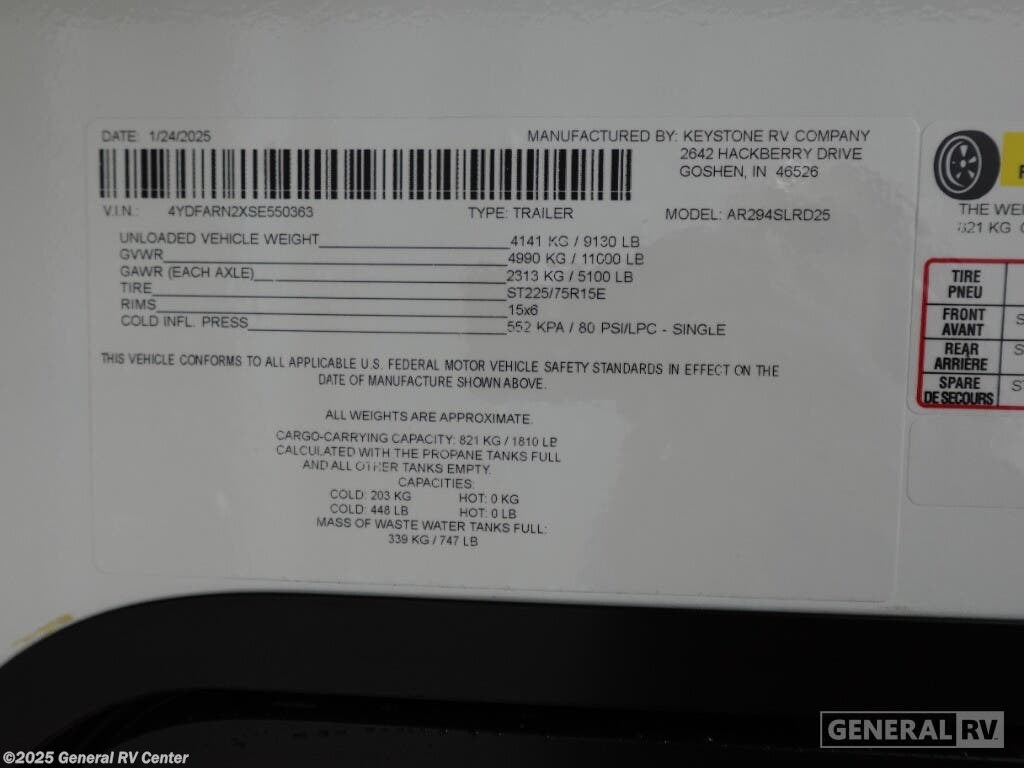 DATE: 1/24/2025
MANUFACTURED BY: KEYSTONE RV COMPANY
2642 HACKBERRY DRIVE
GOSHEN, IN 46526
V.I.N.: 4YDFARN2XSE550363 TYPE: TRAILER MODEL: AR294SLRD25
UNLOADED VEHICLE WEIGHT 4141 KG / 9130 LB
GVWR 4990 KG / 11000 LB
GAWR (EACH AXLE) 2313 KG / 5100 LB
TIRE ST225/75R15E
RIMS 15x6
COLD INFL. PRESS 552 KPA / 80 PSI/LPC - SINGLE
THIS VEHICLE CONFORMS TO ALL APPLICABLE U.S. FEDERAL MOTOR VEHICLE SAFETY STANDARDS IN EFFECT ON THE
DATE OF MANUFACTURE SHOWN ABOVE.
ALL WEIGHTS ARE APPROXIMATE.
CARGO-CARRYING CAPACITY: 821 KG / 1810 LB
CALCULATED WITH THE PROPANE TANKS FULL
AND ALL OTHER TANKS EMPTY.
CAPACITIES:
COLD: 203 KG HOT: 0 KG
COLD: 448 LB HOT: 0 LB
MASS OF WASTE WATER TANKS FULL:
339 KG / 747 LB
THE WEI
821 KG
TIRE
PNEU
FRONT
AVANT
REAR
ARRIÈRE
SPARE
DE SECOURS
GENERAL RV
©2025 General RV Center